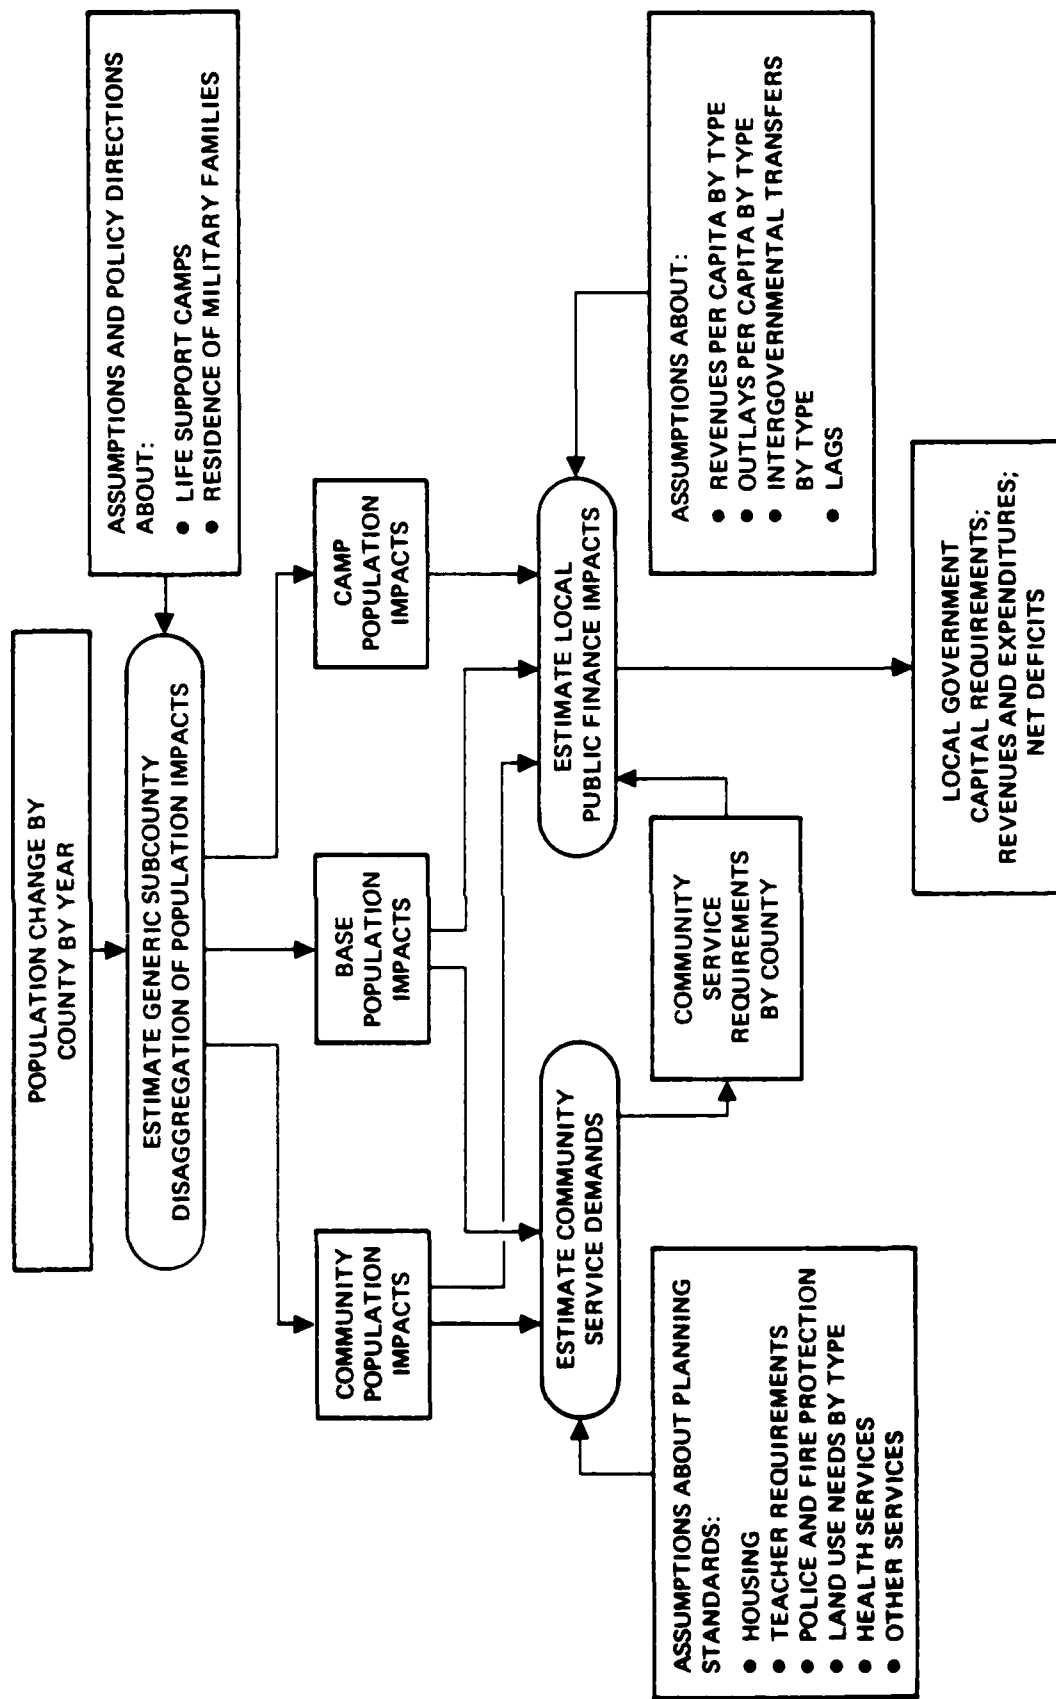 POPULATION CHANGE BY
COUNTY BY YEAR
ASSUMPTIONS AND POLICY DIRECTIONS
ABOUT:
● LIFE SUPPORT CAMPS
● RESIDENCE OF MILITARY FAMILIES
ESTIMATE GENERIC SUBCOUNTY
DISAGGREGATION OF POPULATION IMPACTS
COMMUNITY
POPULATION
IMPACTS
BASE
POPULATION
IMPACTS
CAMP
POPULATION
IMPACTS
ESTIMATE COMMUNITY
SERVICE DEMANDS
ESTIMATE LOCAL
PUBLIC FINANCE IMPACTS
ASSUMPTIONS ABOUT PLANNING
STANDARDS:
● HOUSING
● TEACHER REQUIREMENTS
● POLICE AND FIRE PROTECTION
● LAND USE NEEDS BY TYPE
● HEALTH SERVICES
● OTHER SERVICES
COMMUNITY
SERVICE
REQUIREMENTS
BY COUNTY
ASSUMPTIONS ABOUT:
● REVENUES PER CAPITA BY TYPE
● OUTLAYS PER CAPITA BY TYPE
● INTERGOVERNMENTAL TRANSFERS
BY TYPE
● LAGS
LOCAL GOVERNMENT
CAPITAL REQUIREMENTS;
REVENUES AND EXPENDITURES;
NET DEFICITS